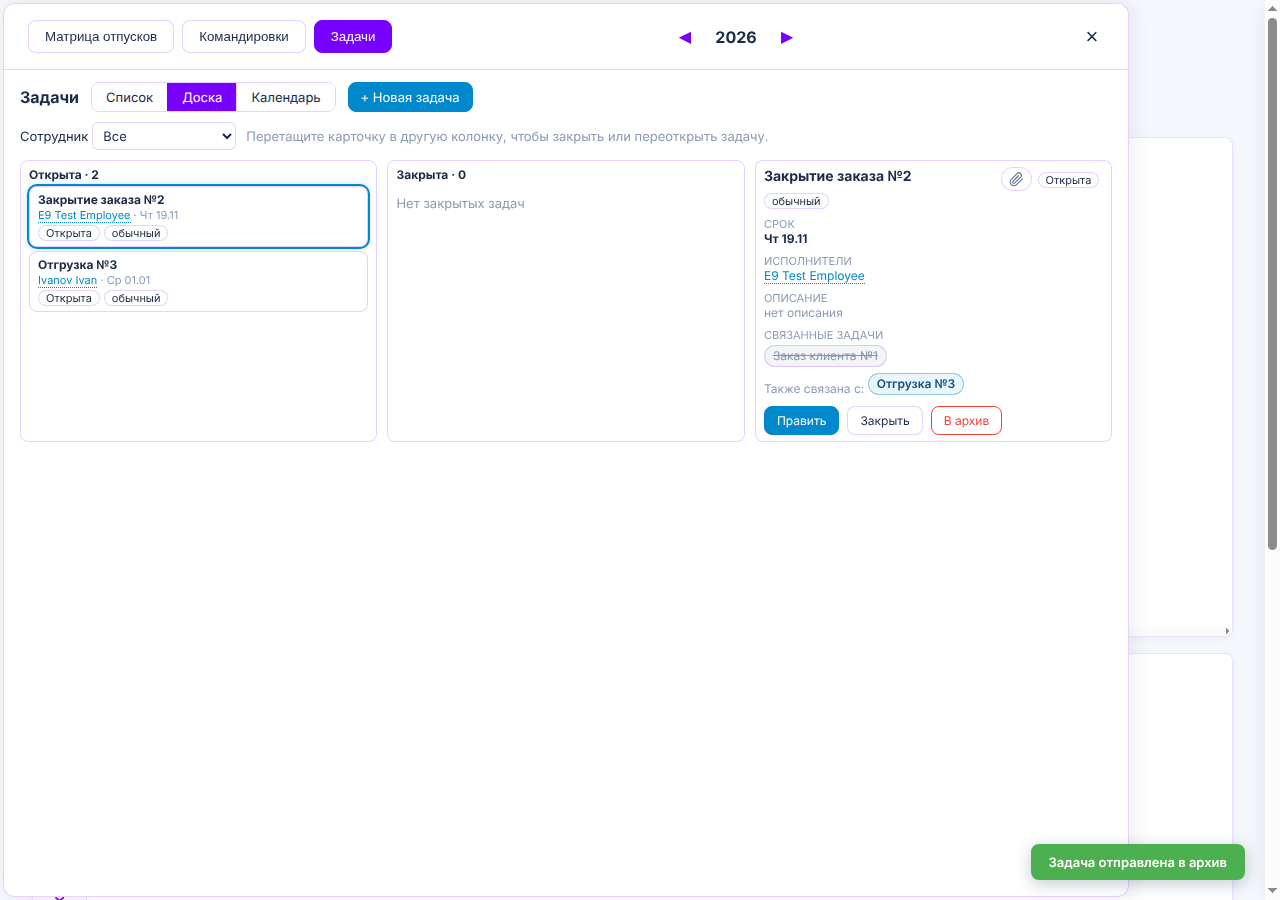 Матрица отпусков Командировки Задачи ◀ 2026 ▶ ×
Задачи Список Доска Календарь + Новая задача
Сотрудник Все Перетащите карточку в другую колонку, чтобы закрыть или переоткрыть задачу.
Открыта · 2
Закрытие заказа №2
E9 Test Employee · Чт 19.11
Открыта обычный
Отгрузка №3
Ivanov Ivan · Ср 01.01
Открыта обычный
Закрыта · 0
Нет закрытых задач
Закрытие заказа №2 Открыта
обычный
СРОК
Чт 19.11
ИСПОЛНИТЕЛИ
E9 Test Employee
ОПИСАНИЕ
нет описания
СВЯЗАННЫЕ ЗАДАЧИ
Заказ клиента №1
Также связана с: Отгрузка №3
Править Закрыть В архив
Задача отправлена в архив